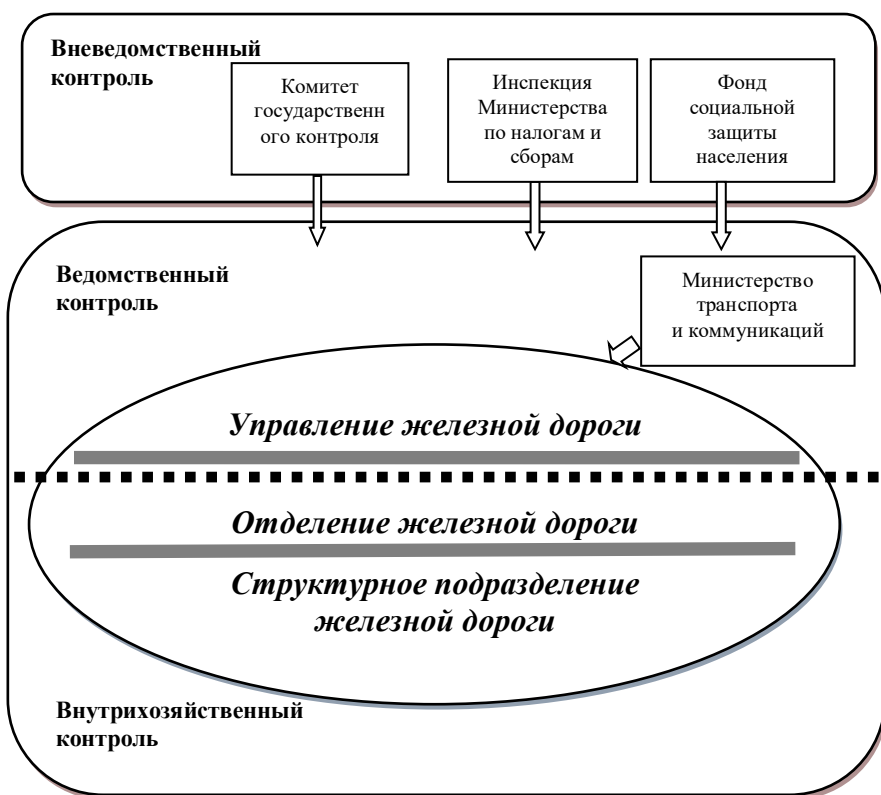 Вневедомственный
контроль
Комитет
государственн
ого контроля
Инспекция
Министерства
по налогам и
сборам
Фонд
социальной
защиты
населения
Ведомственный
контроль
Министерство
транспорта
и коммуникаций
Управление железной дороги
Отделение железной дороги
Структурное подразделение
железной дороги
Внутрихозяйственный
контроль